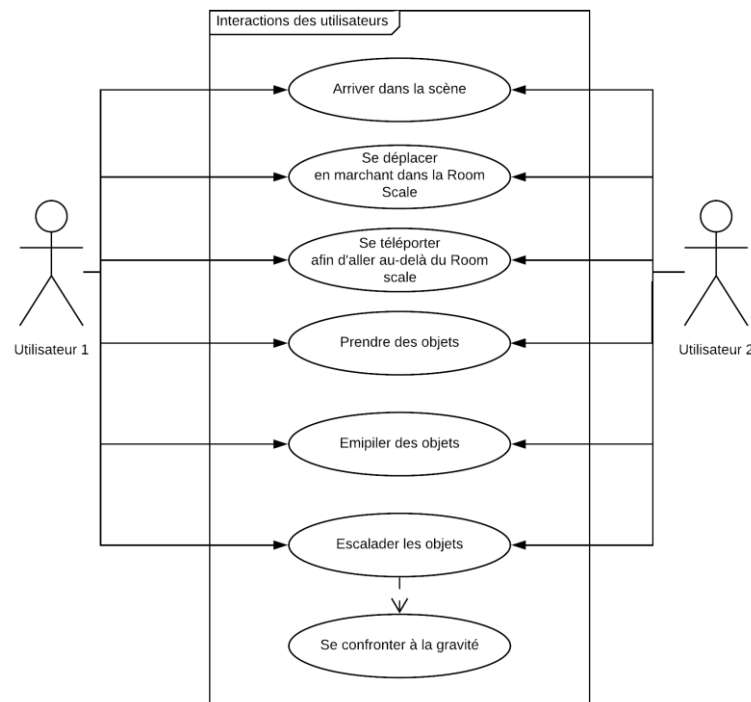 Interactions des utilisateurs
Arriver dans la scène
Se déplacer
en marchant dans la Room
Scale
Se téléporter
afin d'aller au-delà du Room
scale
Utilisateur 1
Prendre des objets
Utilisateur 2
Emipiler des objets
Escalader les objets
Se confronter à la gravité